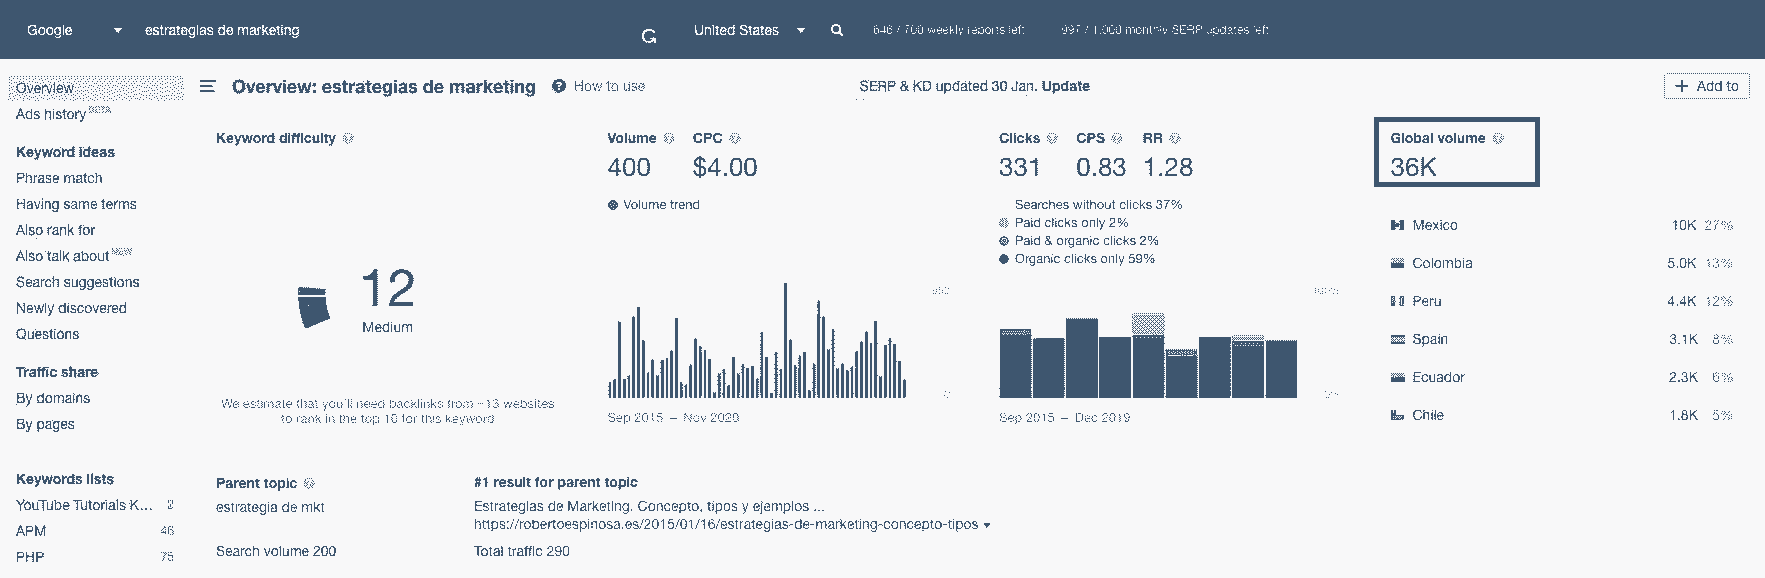 Google
estrategias de marketing
United States
646 / 700 weekly reports left
997 / 1,000 monthly SERP updates left
Overview
Ads history BETA
Keyword ideas
Phrase match
Having same terms
Also rank for
Also talk about NEW
Search suggestions
Newly discovered
Questions
Traffic share
By domains
By pages
Keywords lists
YouTube Tutorials K... 2
APM 46
PHP 75
Overview: estrategias de marketing
? How to use
SERP & KD updated 30 Jan. Update
+ Add to
Keyword difficulty ?
12
Medium
We estimate that you'll need backlinks from ~13 websites
to rank in the top 10 for this keyword
Volume ? CPC ?
400 $4.00
Volume trend
0
Sep 2015 – Nov 2020
Clicks ? CPS ? RR ?
331 0.83 1.28
Searches without clicks 37%
Paid clicks only 2%
Paid & organic clicks 2%
Organic clicks only 59%
100%
0%
Sep 2015 – Dec 2019
Global volume ?
36K
Mexico 10K 27%
Colombia 5.0K 13%
Peru 4.4K 12%
Spain 3.1K 8%
Ecuador 2.3K 6%
Chile 1.8K 5%
Parent topic ?
estrategia de mkt
Search volume 200
#1 result for parent topic
Estrategias de Marketing. Concepto, tipos y ejemplos ...
https://robertoespinosa.es/2015/01/16/estrategias-de-marketing-concepto-tipos
Total traffic 290